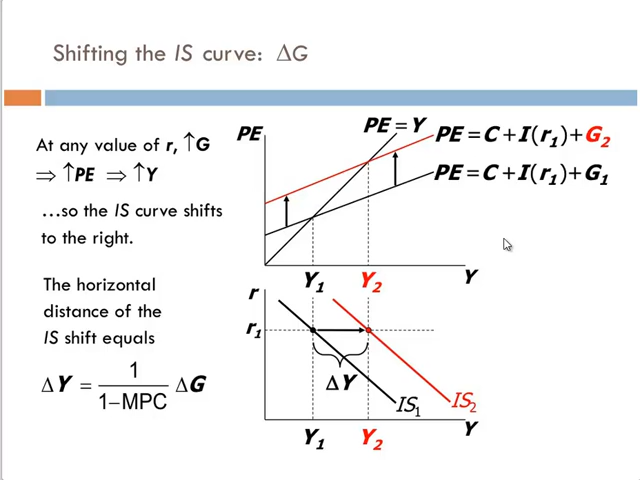 Shifting the IS curve: ΔG
At any value of r, ↑G
⇒ ↑PE ⇒ ↑Y
…so the IS curve shifts
to the right.
The horizontal
distance of the
IS shift equals
ΔY = 1/1−MPC ΔG
PE
PE = Y
PE = C + I(r₁) + G₂
PE = C + I(r₁) + G₁
Y
Y₁
Y₂
r
r₁
ΔY
IS₁
IS₂
Y
Y₁
Y₂